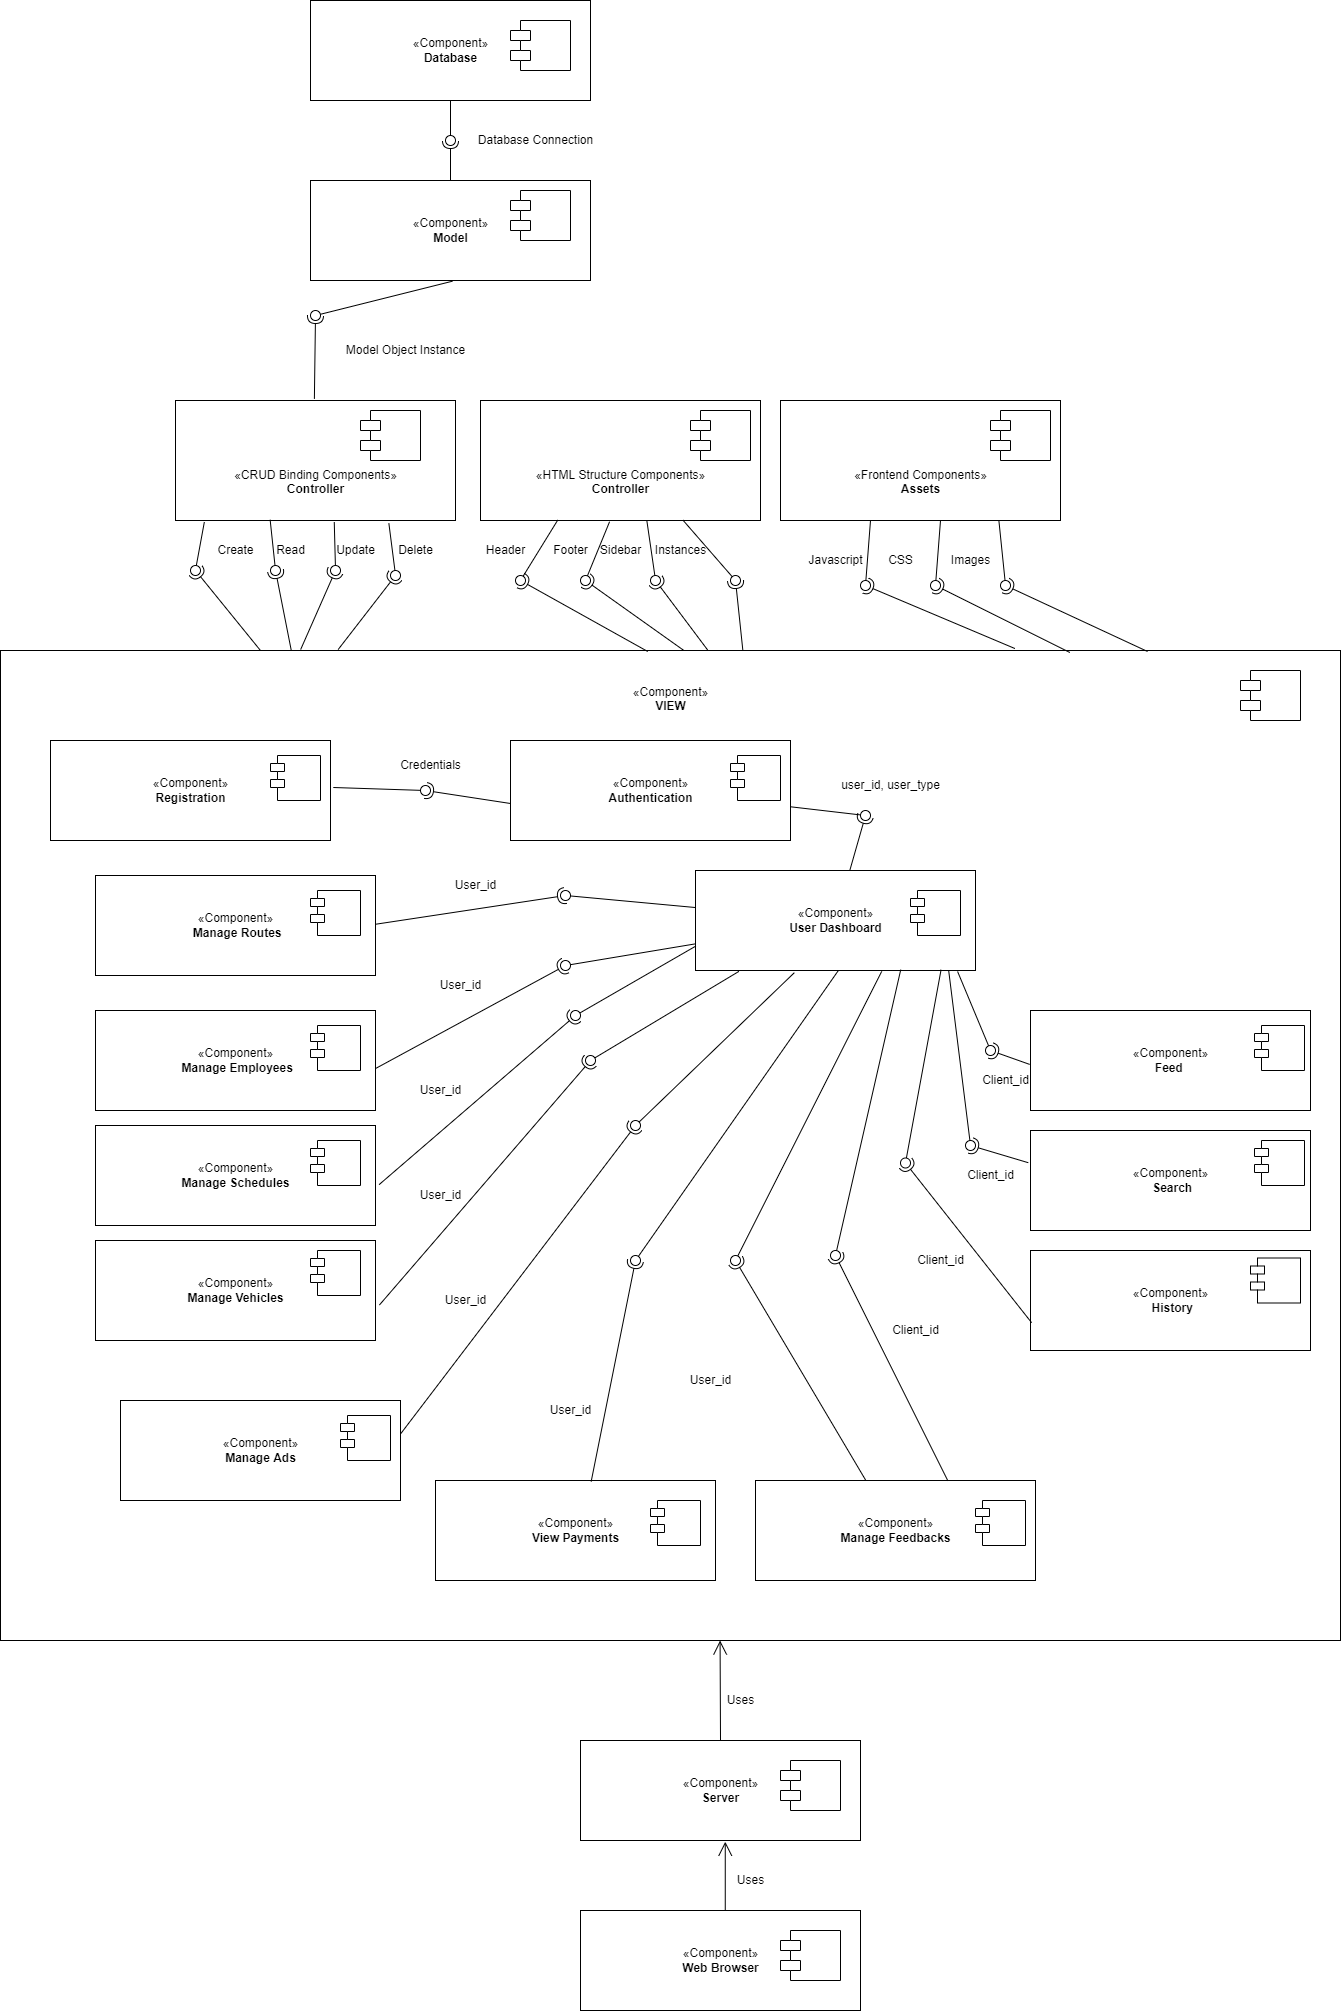 «Component»
Database
Database Connection
«Component»
Model
Model Object Instance
«CRUD Binding Components»
Controller
«HTML Structure Components»
Controller
«Frontend Components»
Assets
Create
Read
Update
Delete
Header
Footer
Sidebar
Instances
Javascript
CSS
Images
«Component»
VIEW
«Component»
Registration
Credentials
«Component»
Authentication
user_id, user_type
«Component»
Manage Routes
User_id
«Component»
User Dashboard
User_id
«Component»
Manage Employees
«Component»
Feed
Client_id
User_id
«Component»
Manage Schedules
Client_id
«Component»
Search
User_id
«Component»
Manage Vehicles
Client_id
«Component»
History
User_id
Client_id
User_id
User_id
«Component»
Manage Ads
«Component»
View Payments
«Component»
Manage Feedbacks
Uses
«Component»
Server
Uses
«Component»
Web Browser